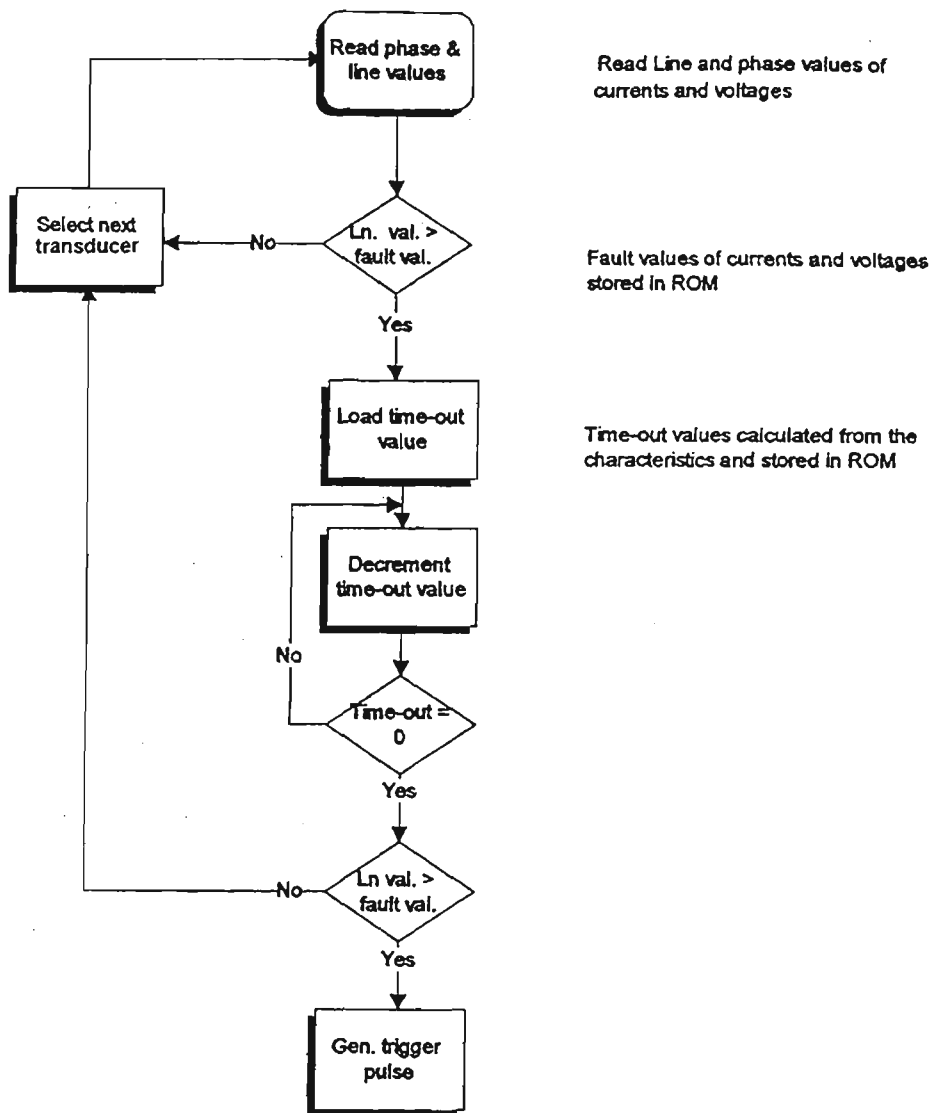 Read phase &
line values
Read Line and phase values of
currents and voltages
Select next
transducer
No
Ln. val. >
fault val.
Fault values of currents and voltages
stored in ROM
Yes
Load time-out
value
Time-out values calculated from the
characteristics and stored in ROM
Decrement
time-out value
No
Time-out =
0
Yes
No
Ln val. >
fault val.
Yes
Gen. trigger
pulse